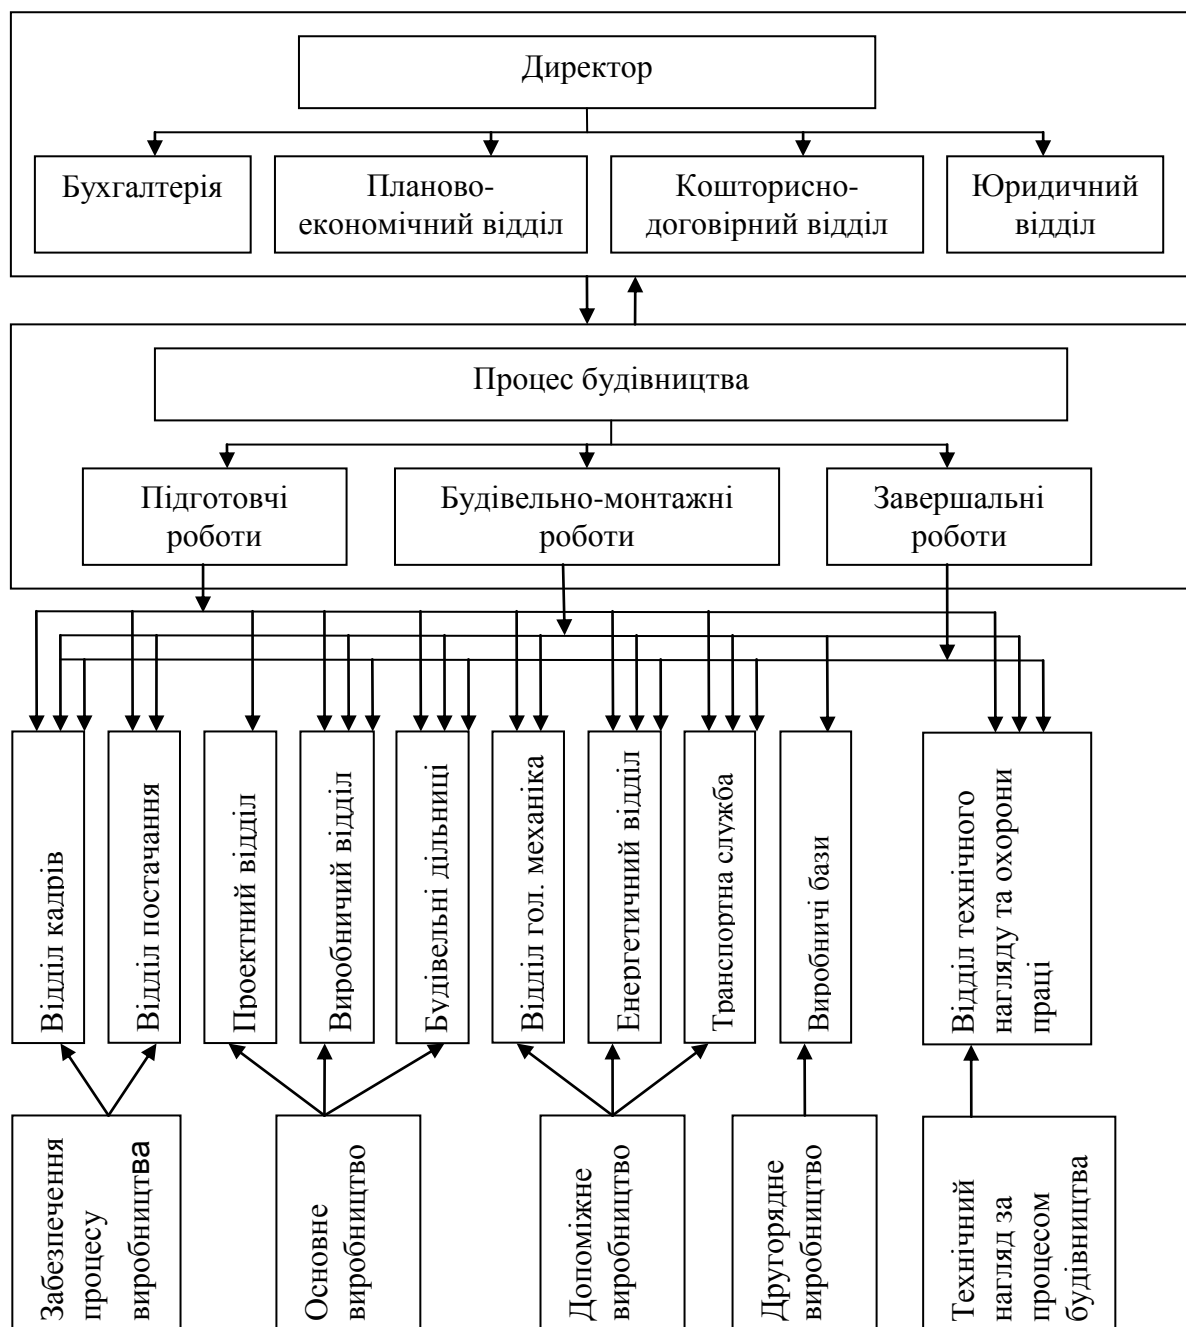 Директор
Бухгалтерія
Планово-
економічний відділ
Кошторисно-
договірний відділ
Юридичний
відділ
Процес будівництва
Підготовчі
роботи
Будівельно-монтажні
роботи
Завершальні
роботи
Відділ кадрів
Відділ постачання
Проектний відділ
Виробничий відділ
Будівельні дільниці
Відділ гол. механіка
Енергетичний відділ
Транспортна служба
Виробничі бази
Відділ технічного
нагляду та охорони
праці
Забезпечення
процесу
виробництва
Основне
виробництво
Допоміжне
виробництво
Другорядне
виробництво
Технічний
нагляд за
процесом
будівництва